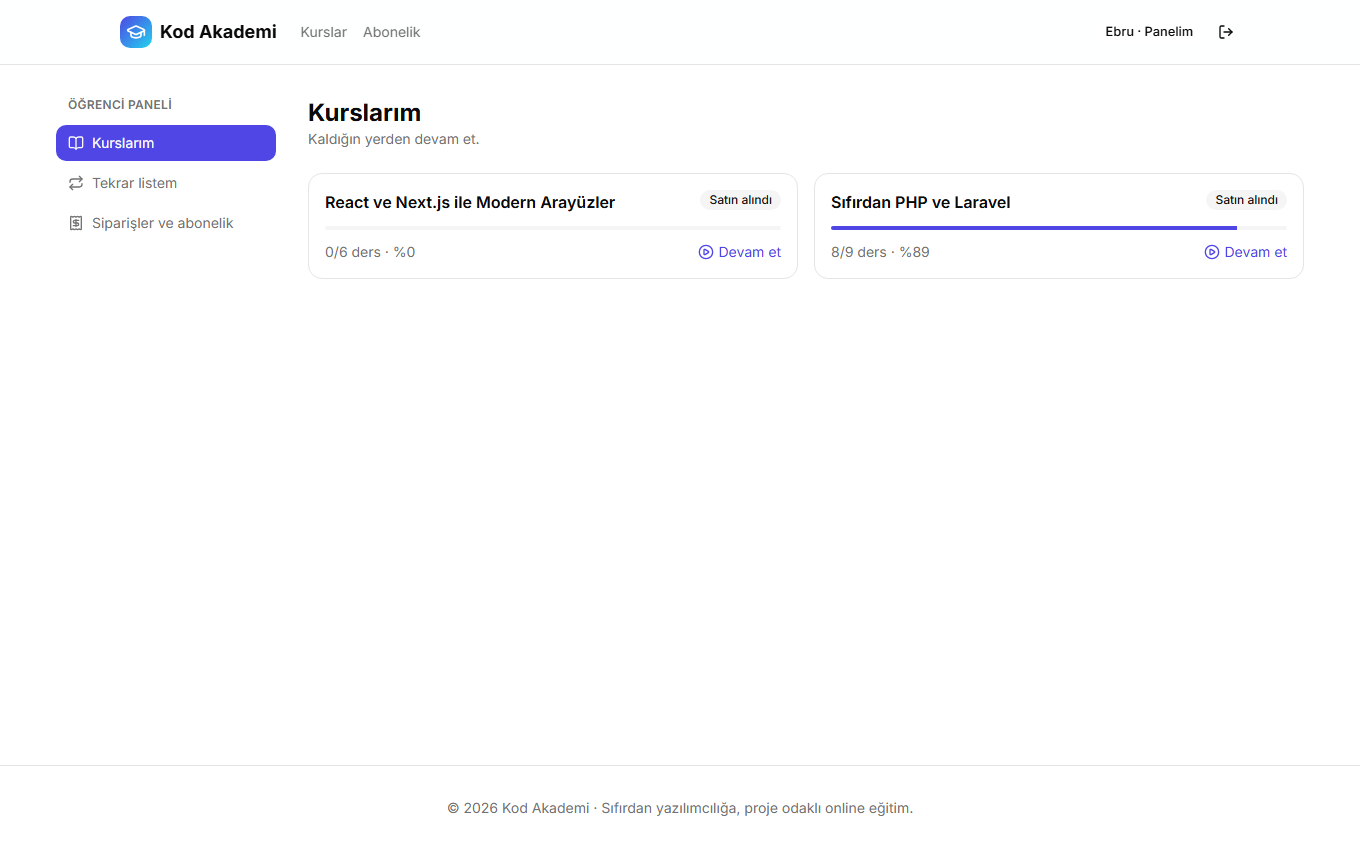 Kod Akademi
Kurslar
Abonelik
Ebru · Panelim
ÖĞRENCİ PANELİ
Kurslarım
Tekrar listem
Siparişler ve abonelik
Kurslarım
Kaldığın yerden devam et.
React ve Next.js ile Modern Arayüzler
Satın alındı
0/6 ders · %0
Devam et
Sıfırdan PHP ve Laravel
Satın alındı
8/9 ders · %89
Devam et
© 2026 Kod Akademi · Sıfırdan yazılımcılığa, proje odaklı online eğitim.